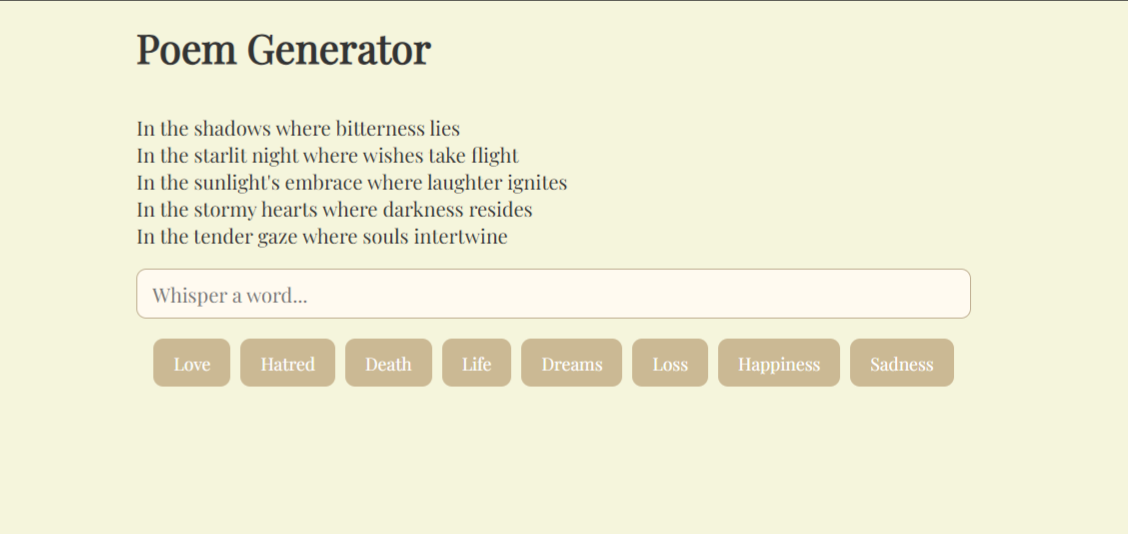 Poem Generator
In the shadows where bitterness lies
In the starlit night where wishes take flight
In the sunlight's embrace where laughter ignites
In the stormy hearts where darkness resides
In the tender gaze where souls intertwine
Whisper a word...
Love Hatred Death Life Dreams Loss Happiness Sadness